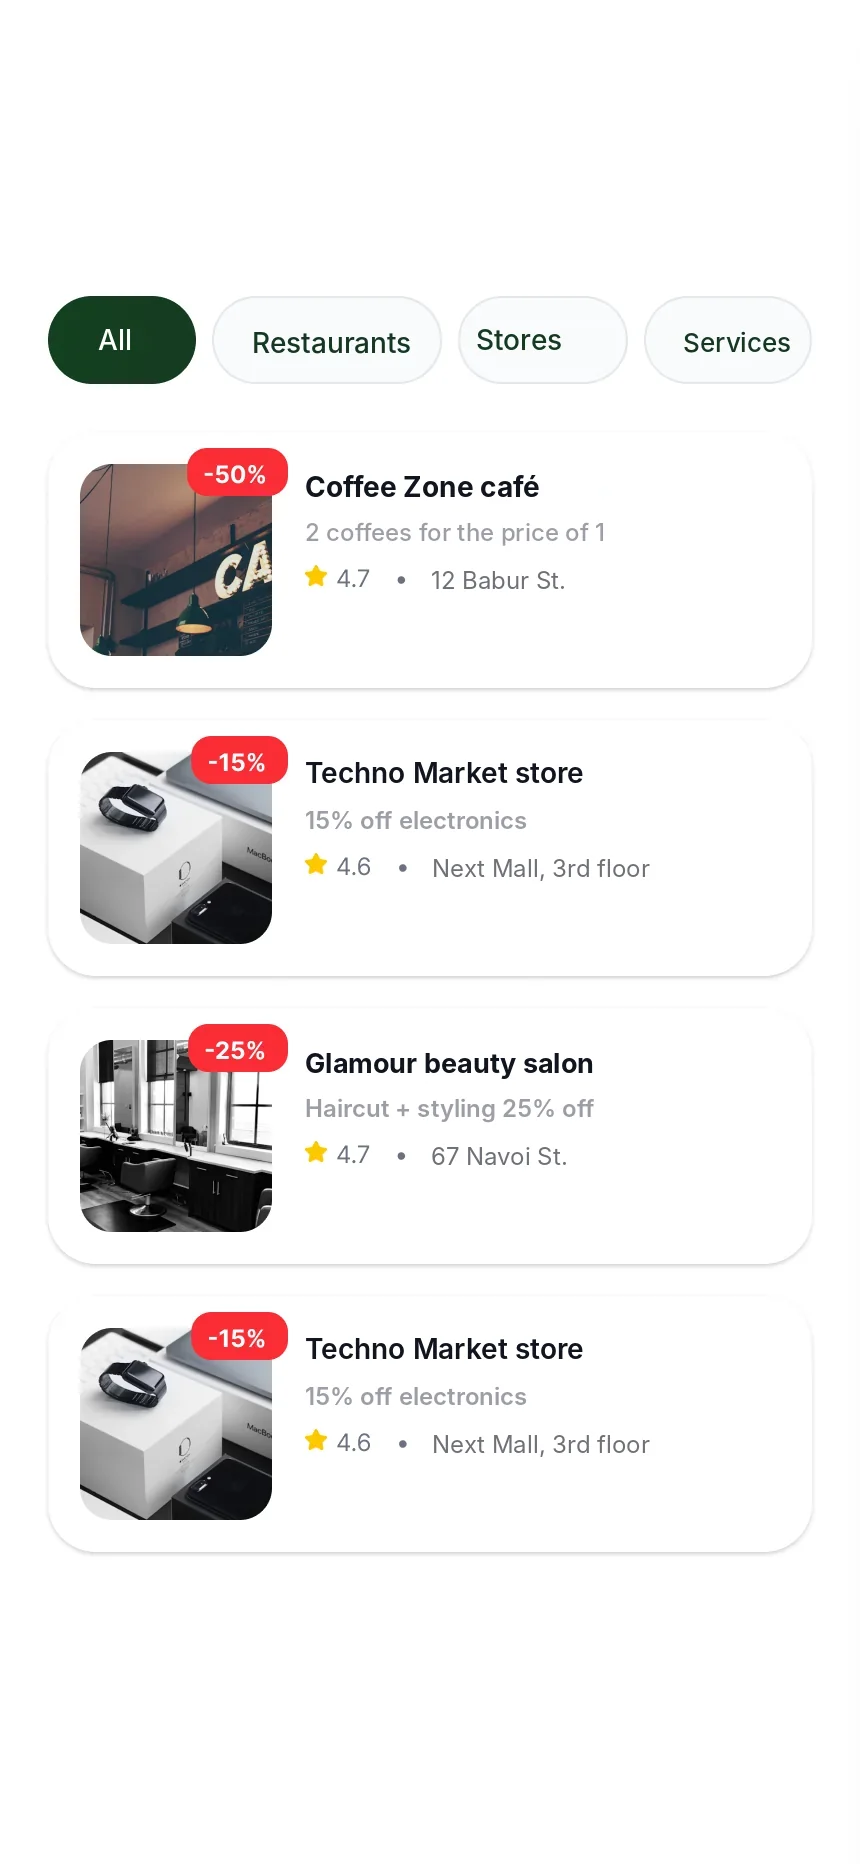 All
Restaurants
Stores
Services
-50%
CA
Coffee Zone café
2 coffees for the price of 1
4.7 • 12 Babur St.
-15%
MacBo
Techno Market store
15% off electronics
4.6 • Next Mall, 3rd floor
-25%
Glamour beauty salon
Haircut + styling 25% off
4.7 • 67 Navoi St.
-15%
MacBo
Techno Market store
15% off electronics
4.6 • Next Mall, 3rd floor